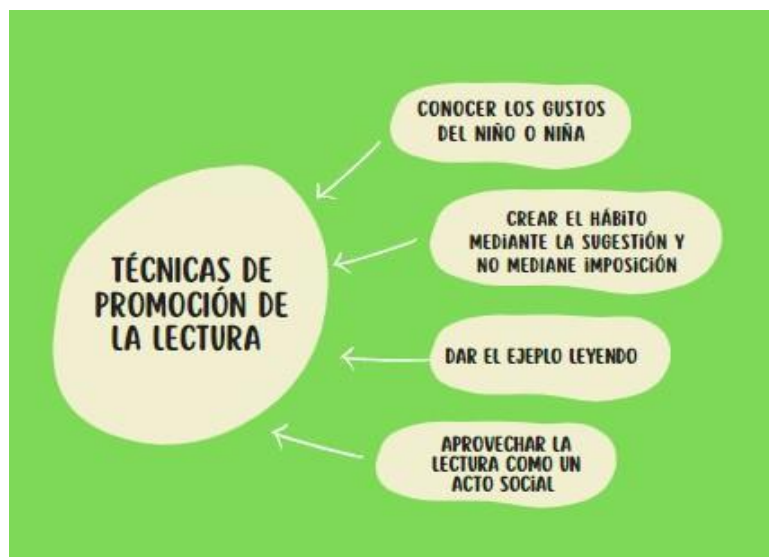 TÉCNICAS DE
PROMOCIÓN DE
LA LECTURA
CONOCER LOS GUSTOS
DEL NIÑO O NIÑA
CREAR EL HÁBITO
MEDIANTE LA SUGESTIÓN Y
NO MEDIANE IMPOSICIÓN
DAR EL EJEPLO LEYENDO
APROVECHAR LA
LECTURA COMO UN
ACTO SOCIAL